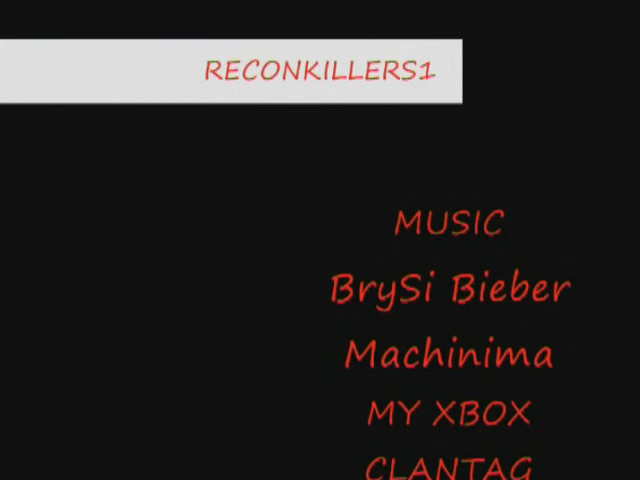 RECONKILLERS1
MUSIC
BrySi Bieber
Machinima
MY XBOX
CLANTAG